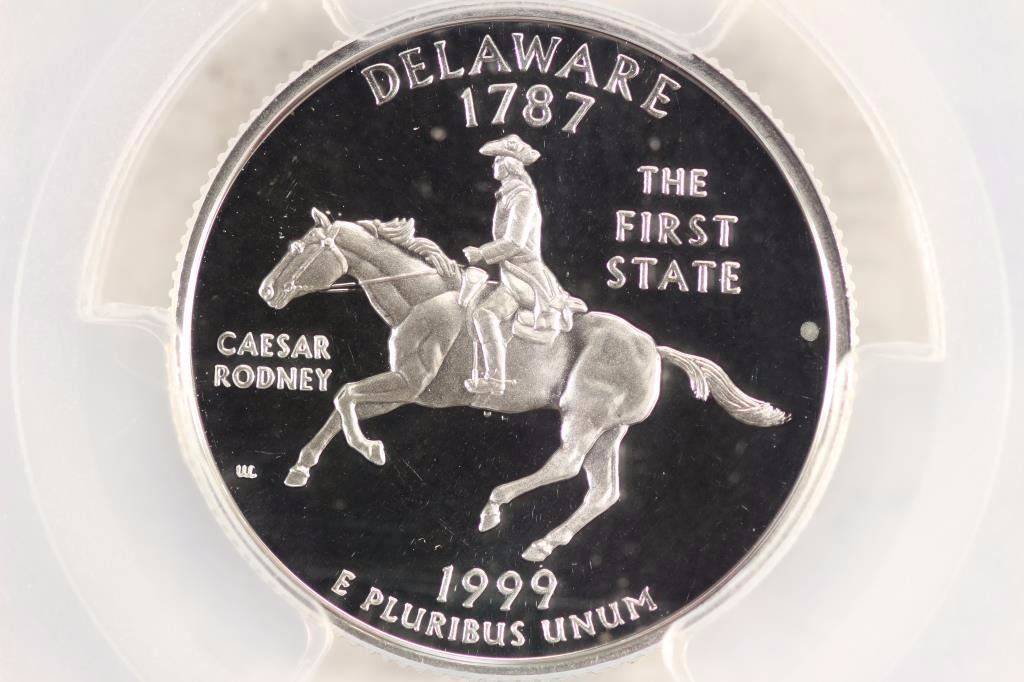 DELAWARE
1787
THE
FIRST
STATE
CAESAR
RODNEY
1999
E PLURIBUS UNUM